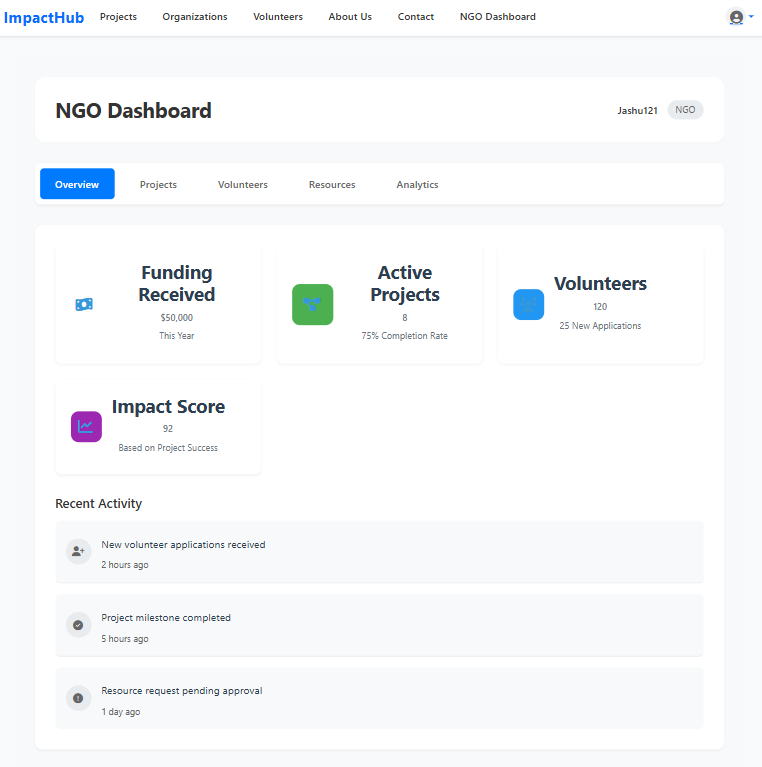 ImpactHub Projects Organizations Volunteers About Us Contact NGO Dashboard
NGO Dashboard
Jashu121 NGO
Overview Projects Volunteers Resources Analytics
Funding
Received
$50,000
This Year
Active
Projects
8
75% Completion Rate
Volunteers
120
25 New Applications
Impact Score
92
Based on Project Success
Recent Activity
New volunteer applications received
2 hours ago
Project milestone completed
5 hours ago
Resource request pending approval
1 day ago